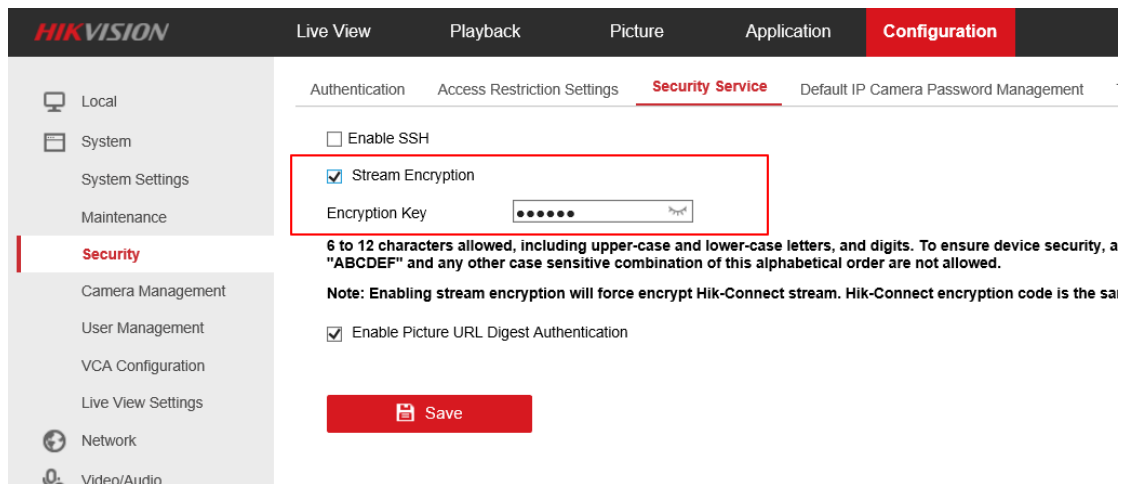 HIKVISION
Live View Playback Picture Application Configuration
Authentication Access Restriction Settings Security Service Default IP Camera Password Management
Local
System
System Settings
Maintenance
Security
Camera Management
User Management
VCA Configuration
Live View Settings
Network
Video/Audio
Enable SSH
Stream Encryption
Encryption Key ●●●●●●
6 to 12 characters allowed, including upper-case and lower-case letters, and digits. To ensure device security, a
"ABCDEF" and any other case sensitive combination of this alphabetical order are not allowed.
Note: Enabling stream encryption will force encrypt Hik-Connect stream. Hik-Connect encryption code is the
Enable Picture URL Digest Authentication
Save